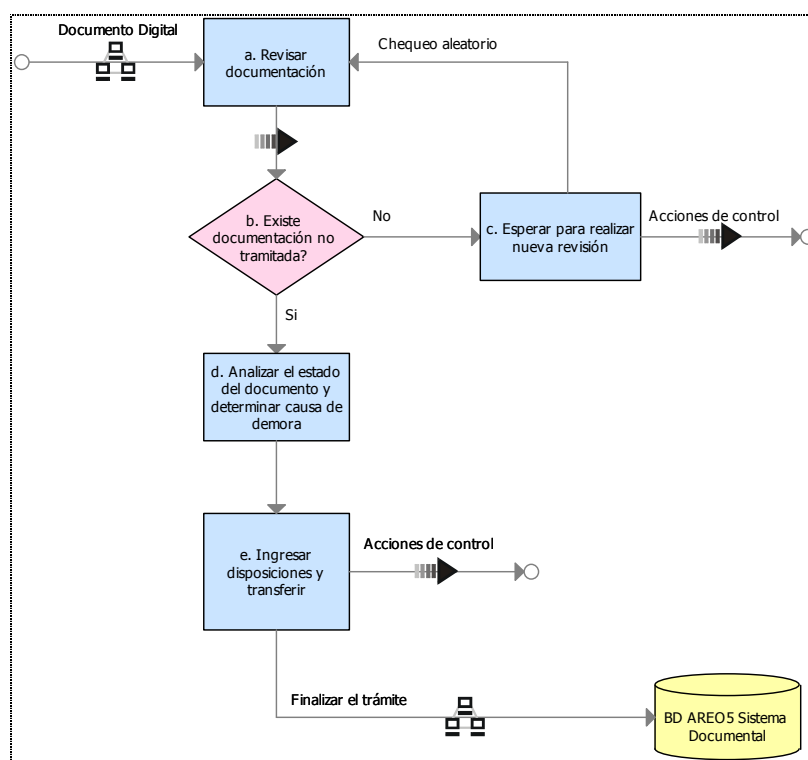 Documento Digital
a. Revisar
documentación
Chequeo aleatorio
b. Existe
documentación no
tramitada?
No
c. Esperar para realizar
nueva revisión
Acciones de control
Si
d. Analizar el estado
del documento y
determinar causa de
demora
e. Ingresar
disposiciones y
transferir
Acciones de control
Finalizar el trámite
BD AREO5 Sistema
Documental